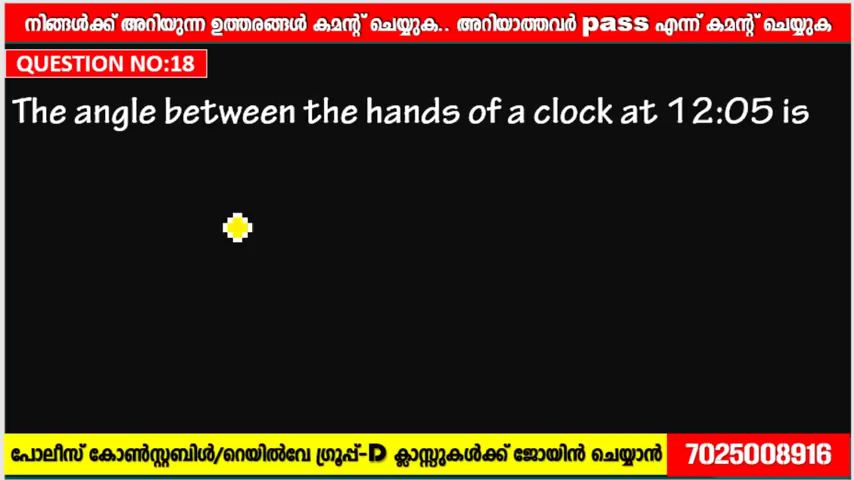 നിങ്ങൾക്ക് അറിയുന്ന ഉത്തരങ്ങൾ കമന്റ് ചെയ്യുക.. അറിയാത്തവർ pass എന്ന് കമന്റ് ചെയ്യുക
QUESTION NO:18
The angle between the hands of a clock at 12:05 is
പോലീസ് കോൺസ്റ്റബിൾ/റെയിൽവേ ഗ്രൂപ്പ്-D ക്ലാസ്സുകൾക്ക് ജോയിൻ ചെയ്യാൻ 7025008916